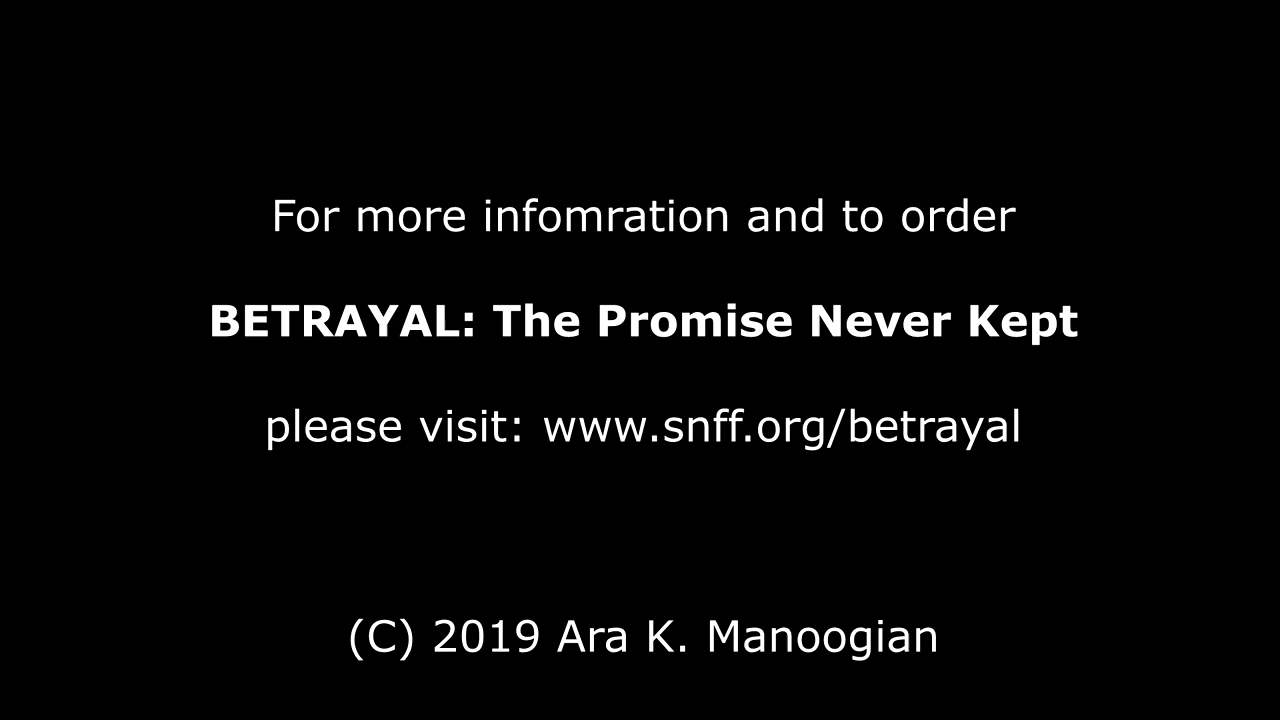 For more infomration and to order
BETRAYAL: The Promise Never Kept
please visit: www.snff.org/betrayal
(C) 2019 Ara K. Manoogian